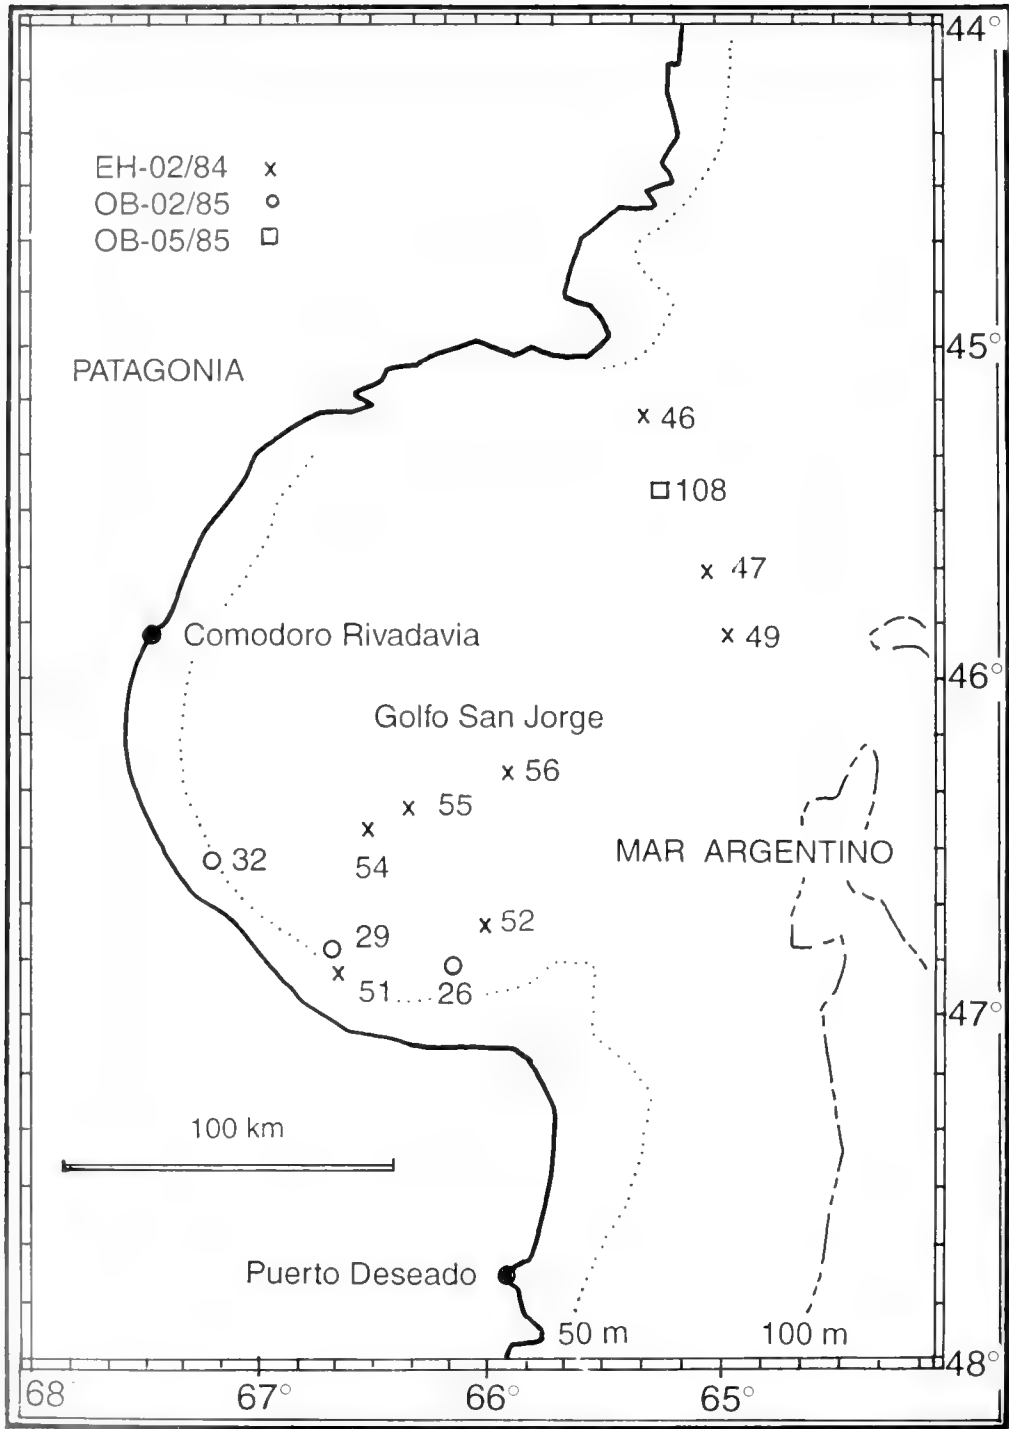 44°
EH-02/84 x
OB-02/85 o
OB-05/85 □
45°
PATAGONIA
46
108
47
Comodoro Rivadavia
49
46°
Golfo San Jorge
56
55
MAR ARGENTINO
32
54
52
29
51
26
47°
100 km
Puerto Deseado
50 m
100 m
48°
68°
67°
66°
65°